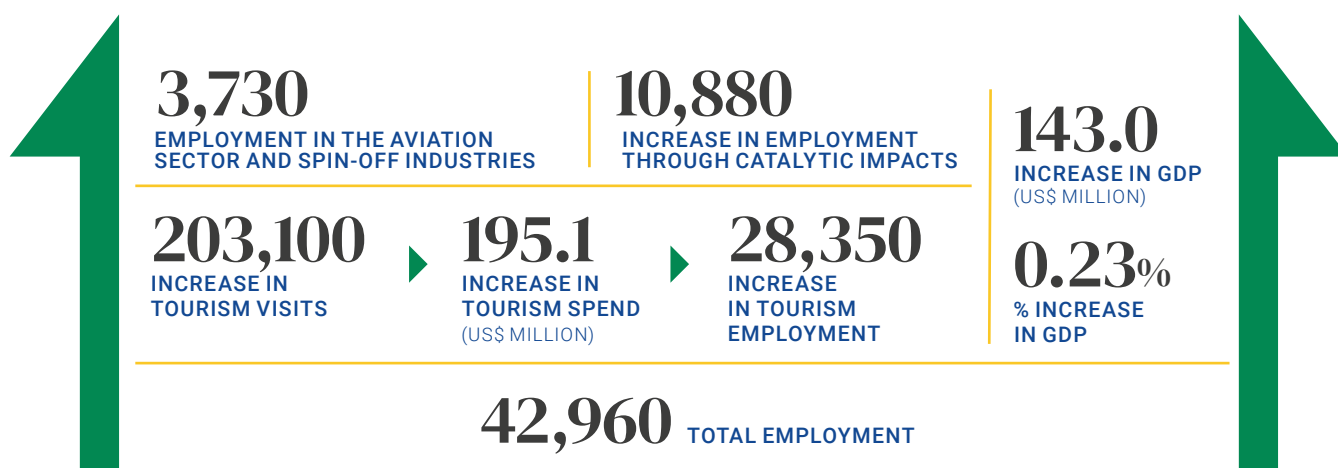 3,730
EMPLOYMENT IN THE AVIATION
SECTOR AND SPIN-OFF INDUSTRIES
10,880
INCREASE IN EMPLOYMENT
THROUGH CATALYTIC IMPACTS
143.0
INCREASE IN GDP
(US$ MILLION)
203,100
INCREASE IN
TOURISM VISITS
195.1
INCREASE IN
TOURISM SPEND
(US$ MILLION)
28,350
INCREASE
IN TOURISM
EMPLOYMENT
0.23%
% INCREASE
IN GDP
42,960 TOTAL EMPLOYMENT